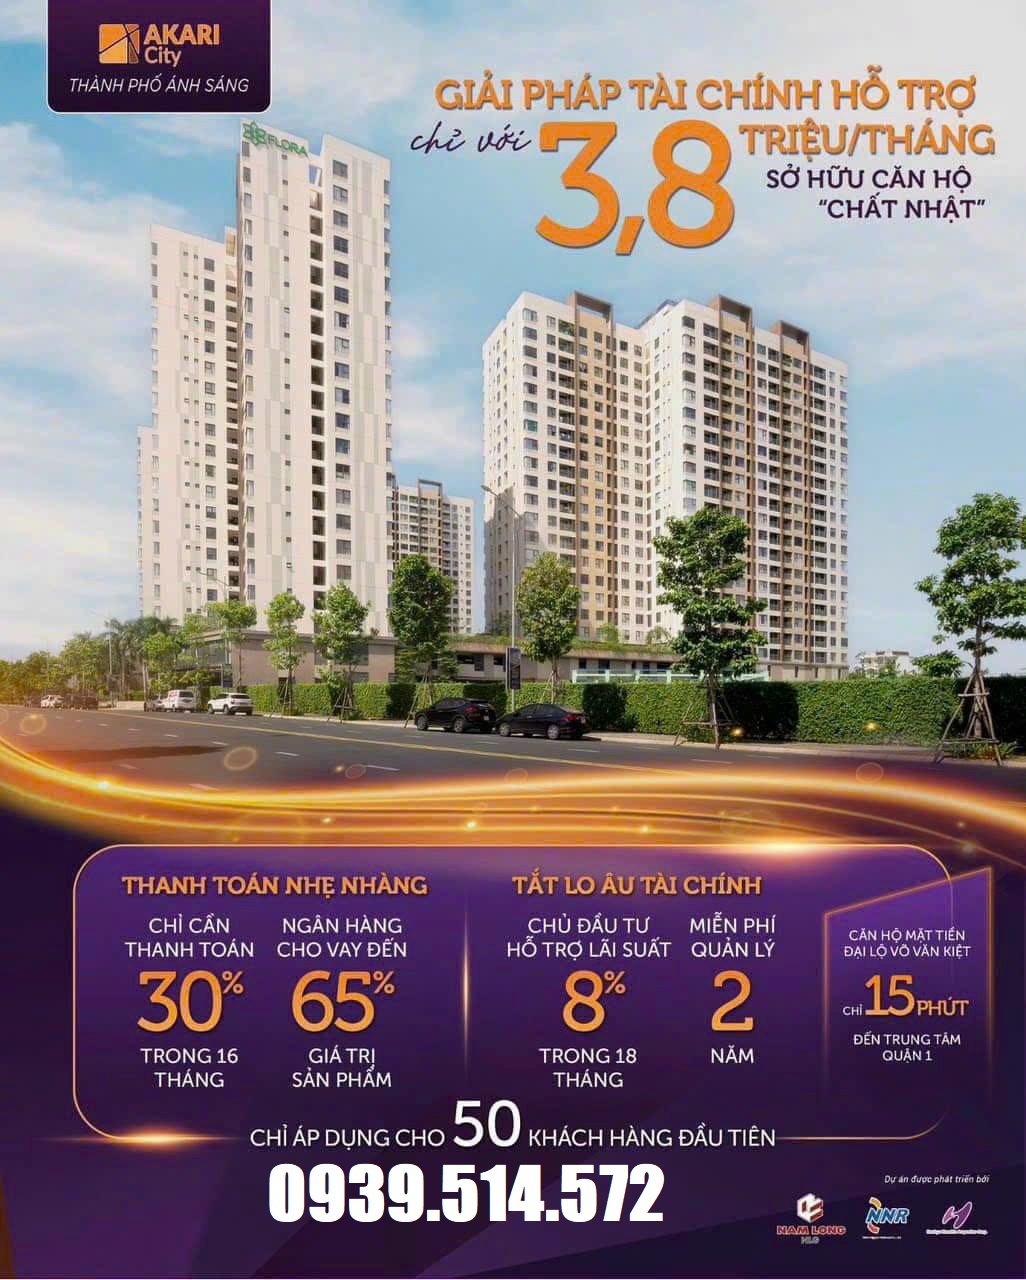 AKARI
City
THÀNH PHỐ ÁNH SÁNG
GIẢI PHÁP TÀI CHÍNH HỖ TRỢ
chỉ với 3,8 TRIỆU/THÁNG
SỞ HỮU CĂN HỘ
“CHẤT NHẬT”
FLORA
THANH TOÁN NHẸ NHÀNG
CHỈ CẦN
THANH TOÁN
30%
TRONG 16
THÁNG
NGÂN HÀNG
CHO VAY ĐẾN
65%
GIÁ TRỊ
SẢN PHẨM
TẮT LO ÂU TÀI CHÍNH
CHỦ ĐẦU TƯ
HỖ TRỢ LÃI SUẤT
8%
TRONG 18
THÁNG
MIỄN PHÍ
QUẢN LÝ
2
NĂM
CĂN HỘ MẶT TIỀN
ĐẠI LỘ VÕ VĂN KIỆT
CHỈ 15 PHÚT
ĐẾN TRUNG TÂM
QUẬN 1
CHỈ ÁP DỤNG CHO 50 KHÁCH HÀNG ĐẦU TIÊN
0939.514.572
Dự án được phát triển bởi
NAM LONG
NLG
NNR